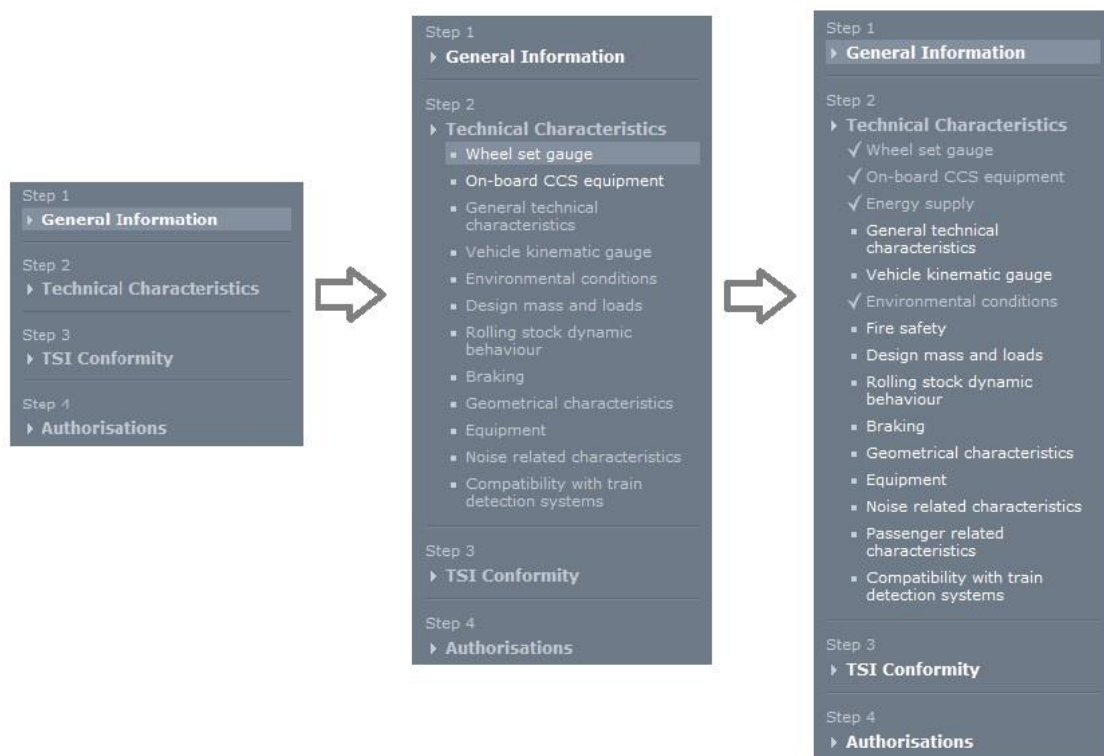 Step 1
General Information
Step 2
Technical Characteristics
Step 3
TSI Conformity
Step 4
Authorisations
Step 1
General Information
Step 2
Technical Characteristics
Wheel set gauge
On-board CCS equipment
General technical
characteristics
Vehicle kinematic gauge
Environmental conditions
Design mass and loads
Rolling stock dynamic
behaviour
Braking
Geometrical characteristics
Equipment
Noise related characteristics
Compatibility with train
detection systems
Step 3
TSI Conformity
Step 4
Authorisations
Step 1
General Information
Step 2
Technical Characteristics
Wheel set gauge
On-board CCS equipment
Energy supply
General technical
characteristics
Vehicle kinematic gauge
Environmental conditions
Fire safety
Design mass and loads
Rolling stock dynamic
behaviour
Braking
Geometrical characteristics
Equipment
Noise related characteristics
Passenger related
characteristics
Compatibility with train
detection systems
Step 3
TSI Conformity
Step 4
Authorisations